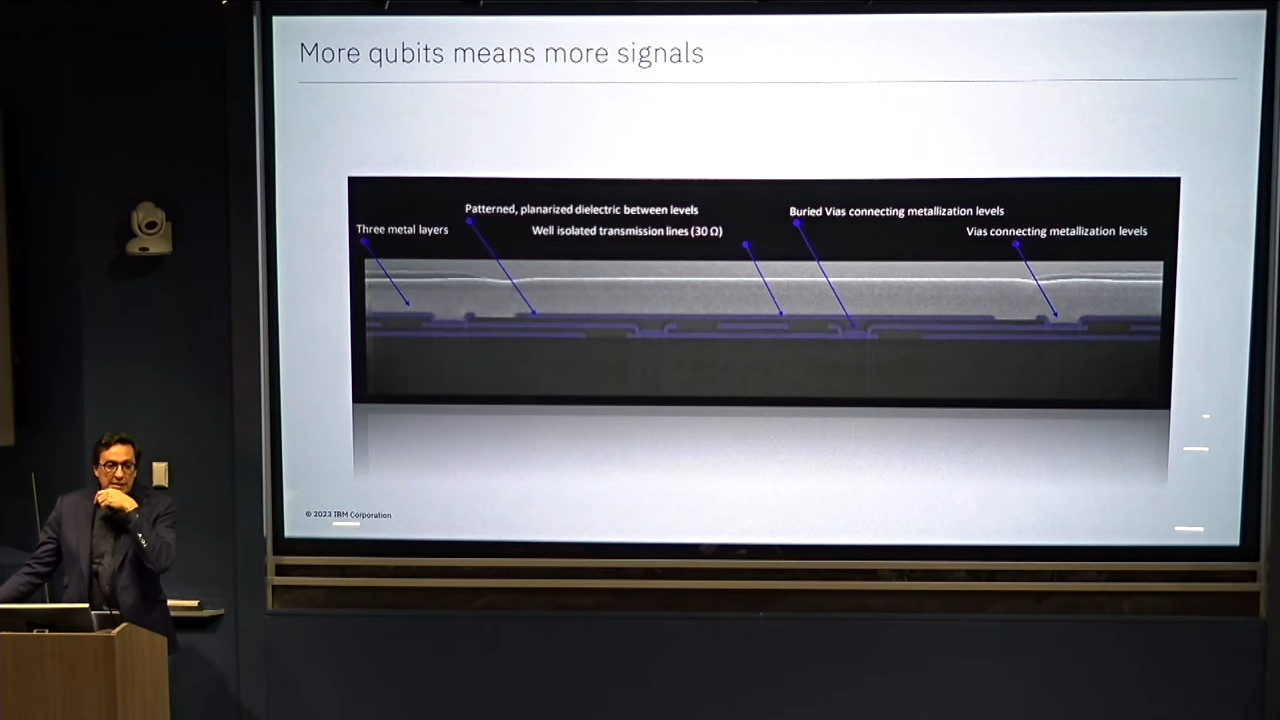 More qubits means more signals
Patterned, planarized dielectric between levels
Buried Vias connecting metallization levels
Three metal layers
Well isolated transmission lines (30 Ω)
Vias connecting metallization levels
© 2023 IBM Corporation